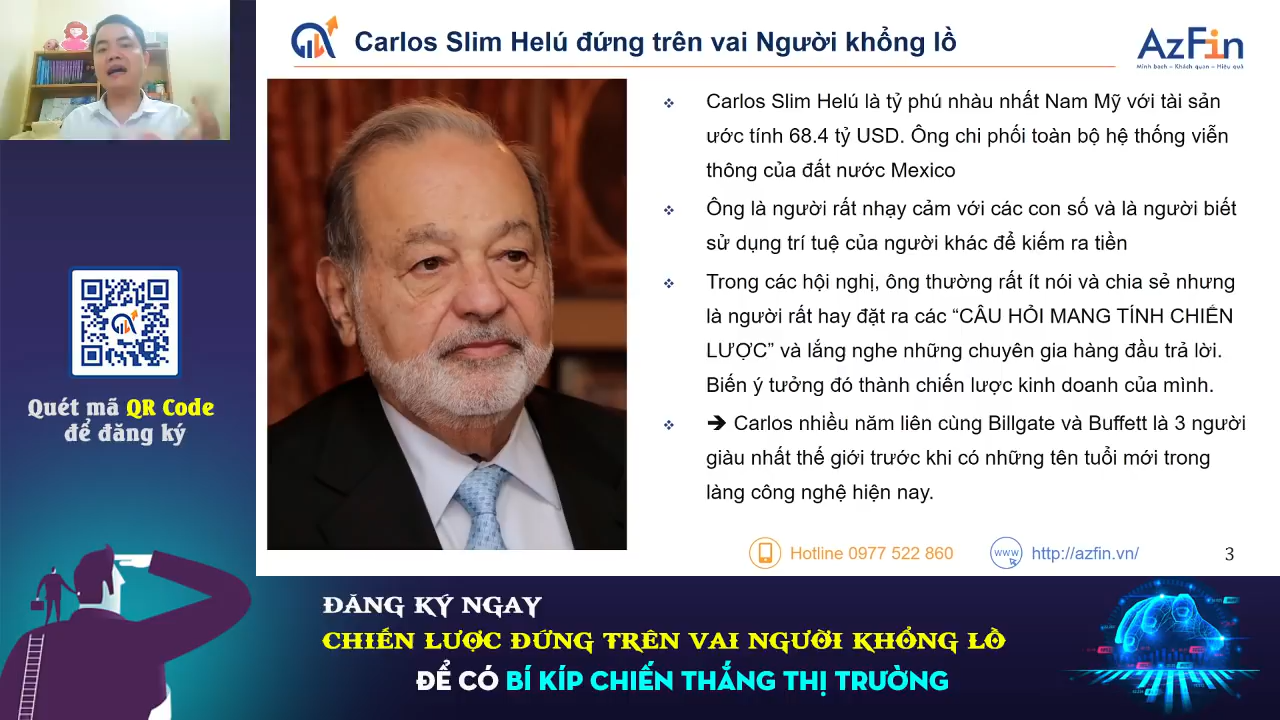 Carlos Slim Helú đứng trên vai Người khổng lồ
AzFin
Minh bạch – Khách quan – Hiệu quả
Carlos Slim Helú là tỷ phú nhàu nhất Nam Mỹ với tài sản
ước tính 68.4 tỷ USD. Ông chi phối toàn bộ hệ thống viễn
thông của đất nước Mexico
Ông là người rất nhạy cảm với các con số và là người biết
sử dụng trí tuệ của người khác để kiếm ra tiền
Trong các hội nghị, ông thường rất ít nói và chia sẻ nhưng
là người rất hay đặt ra các “CÂU HỎI MANG TÍNH CHIẾN
LƯỢC” và lắng nghe những chuyên gia hàng đầu trả lời.
Biến ý tưởng đó thành chiến lược kinh doanh của mình.
➔ Carlos nhiều năm liên cùng Billgate và Buffett là 3 người
giàu nhất thế giới trước khi có những tên tuổi mới trong
làng công nghệ hiện nay.
Hotline 0977 522 860
www
http://azfin.vn/
3
Quét mã QR Code
để đăng ký
ĐĂNG KÝ NGAY
CHIẾN LƯỢC ĐỨNG TRÊN VAI NGƯỜI KHỔNG LỒ
ĐỂ CÓ BÍ KÍP CHIẾN THẮNG THỊ TRƯỜNG